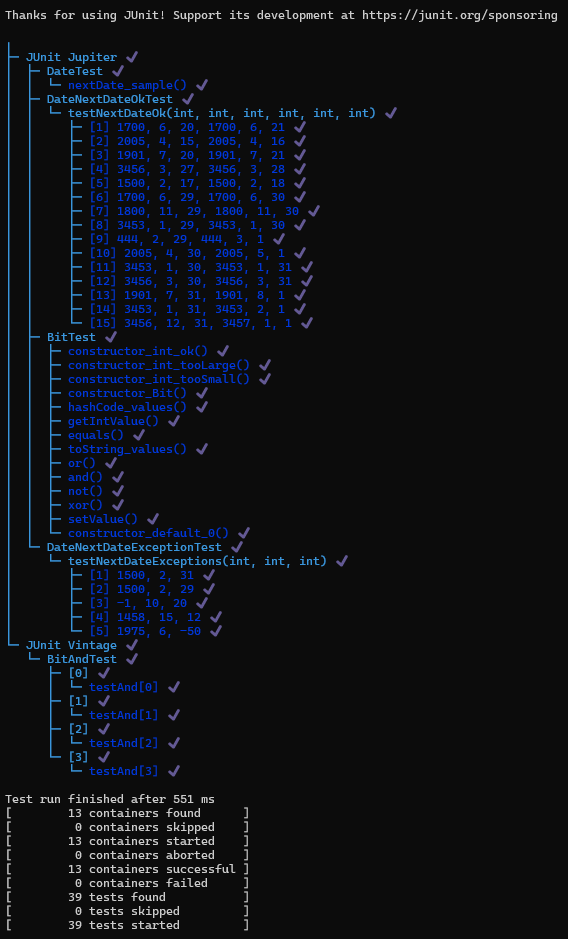 Thanks for using JUnit! Support its development at https://junit.org/sponsoring
JUnit Jupiter ✔
DateTest ✔
nextDate_sample() ✔
DateNextDateOkTest ✔
testNextDateOk(int, int, int, int, int, int) ✔
[1] 1700, 6, 20, 1700, 6, 21 ✔
[2] 2005, 4, 15, 2005, 4, 16 ✔
[3] 1901, 7, 20, 1901, 7, 21 ✔
[4] 3456, 3, 27, 3456, 3, 28 ✔
[5] 1500, 2, 17, 1500, 2, 18 ✔
[6] 1700, 6, 29, 1700, 6, 30 ✔
[7] 1800, 11, 29, 1800, 11, 30 ✔
[8] 3453, 1, 29, 3453, 1, 30 ✔
[9] 444, 2, 29, 444, 3, 1 ✔
[10] 2005, 4, 30, 2005, 5, 1 ✔
[11] 3453, 1, 30, 3453, 1, 31 ✔
[12] 3456, 3, 30, 3456, 3, 31 ✔
[13] 1901, 7, 31, 1901, 8, 1 ✔
[14] 3453, 1, 31, 3453, 2, 1 ✔
[15] 3456, 12, 31, 3457, 1, 1 ✔
BitTest ✔
constructor_int_ok() ✔
constructor_int_tooLarge() ✔
constructor_int_tooSmall() ✔
constructor_Bit() ✔
hashCode_values() ✔
getIntValue() ✔
equals() ✔
toString_values() ✔
or() ✔
and() ✔
not() ✔
xor() ✔
setValue() ✔
constructor_default_0() ✔
DateNextDateExceptionTest ✔
testNextDateExceptions(int, int, int) ✔
[1] 1500, 2, 31 ✔
[2] 1500, 2, 29 ✔
[3] -1, 10, 20 ✔
[4] 1458, 15, 12 ✔
[5] 1975, 6, -50 ✔
JUnit Vintage ✔
BitAndTest ✔
[0] ✔
testAnd[0] ✔
[1] ✔
testAnd[1] ✔
[2] ✔
testAnd[2] ✔
[3] ✔
testAnd[3] ✔
Test run finished after 551 ms
[ 13 containers found ]
[ 0 containers skipped ]
[ 13 containers started ]
[ 0 containers aborted ]
[ 13 containers successful ]
[ 0 containers failed ]
[ 39 tests found ]
[ 0 tests skipped ]
[ 39 tests started ]